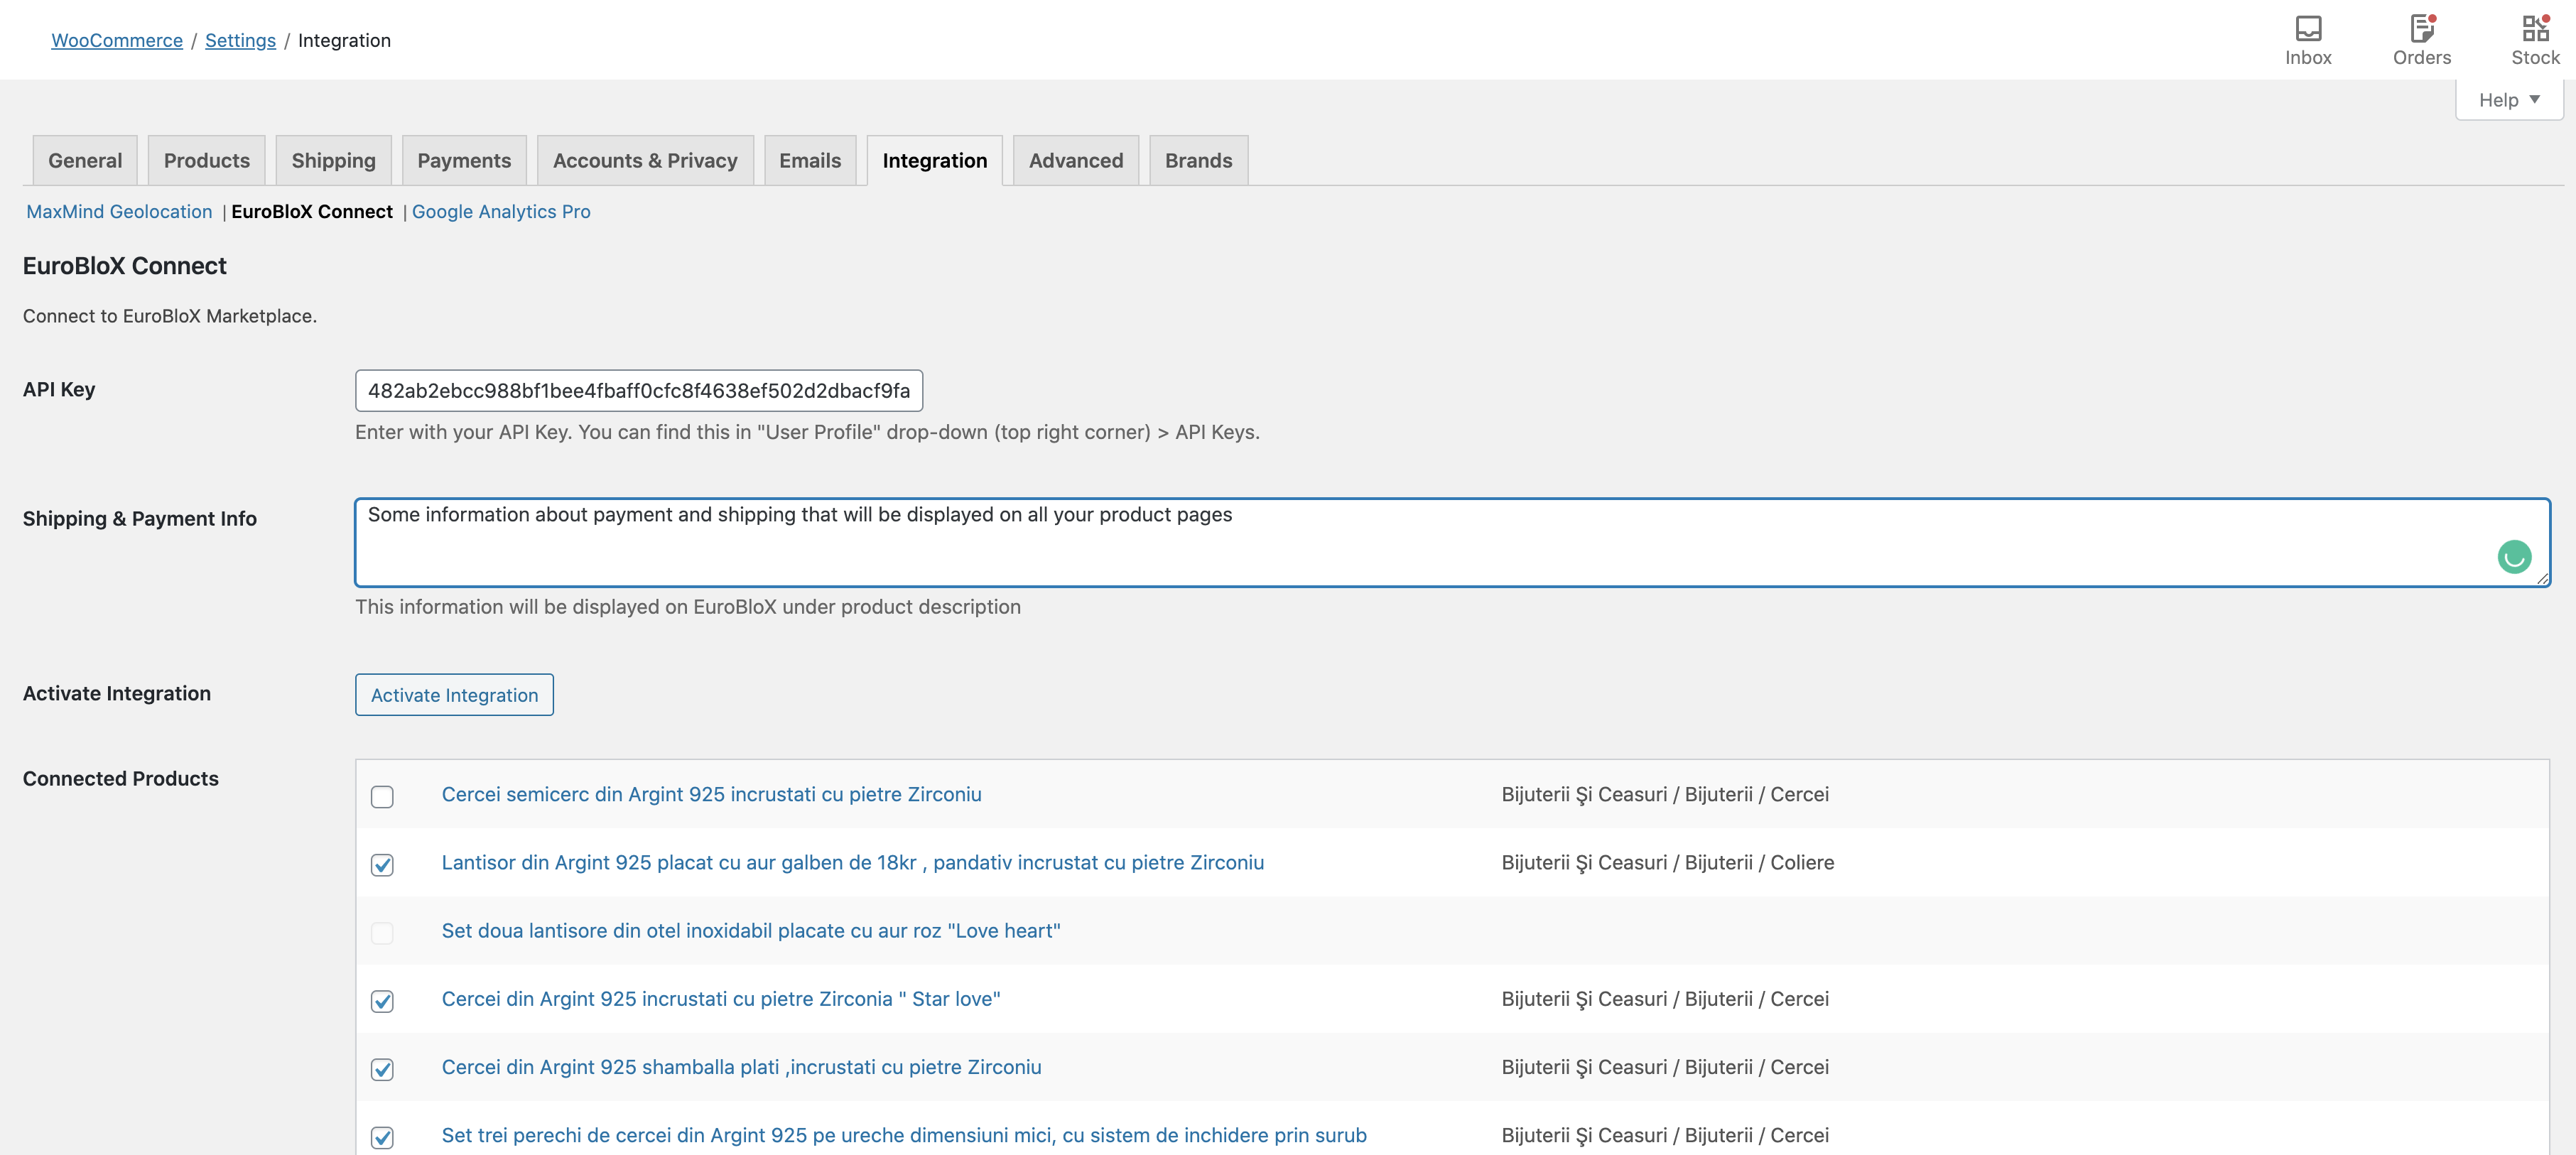 WooCommerce / Settings / Integration
Inbox
Orders
Stock
Help
General
Products
Shipping
Payments
Accounts & Privacy
Emails
Integration
Advanced
Brands
MaxMind Geolocation | EuroBloX Connect | Google Analytics Pro
EuroBloX Connect
Connect to EuroBloX Marketplace.
API Key
482ab2ebcc988bf1bee4fbaff0cfc8f4638ef502d2dbacf9fa
Enter with your API Key. You can find this in "User Profile" drop-down (top right corner) > API Keys.
Shipping & Payment Info
Some information about payment and shipping that will be displayed on all your product pages
This information will be displayed on EuroBloX under product description
Activate Integration
Activate Integration
Connected Products
Cercei semicerc din Argint 925 incrustati cu pietre Zirconiu
Bijuterii Şi Ceasuri / Bijuterii / Cercei
Lantisor din Argint 925 placat cu aur galben de 18kr , pandativ incrustat cu pietre Zirconiu
Bijuterii Şi Ceasuri / Bijuterii / Coliere
Set doua lantisore din otel inoxidabil placate cu aur roz "Love heart"
Cercei din Argint 925 incrustati cu pietre Zirconia " Star love"
Bijuterii Şi Ceasuri / Bijuterii / Cercei
Cercei din Argint 925 shamballa plati ,incrustati cu pietre Zirconiu
Bijuterii Şi Ceasuri / Bijuterii / Cercei
Set trei perechi de cercei din Argint 925 pe ureche dimensiuni mici, cu sistem de inchidere prin surub
Bijuterii Şi Ceasuri / Bijuterii / Cercei